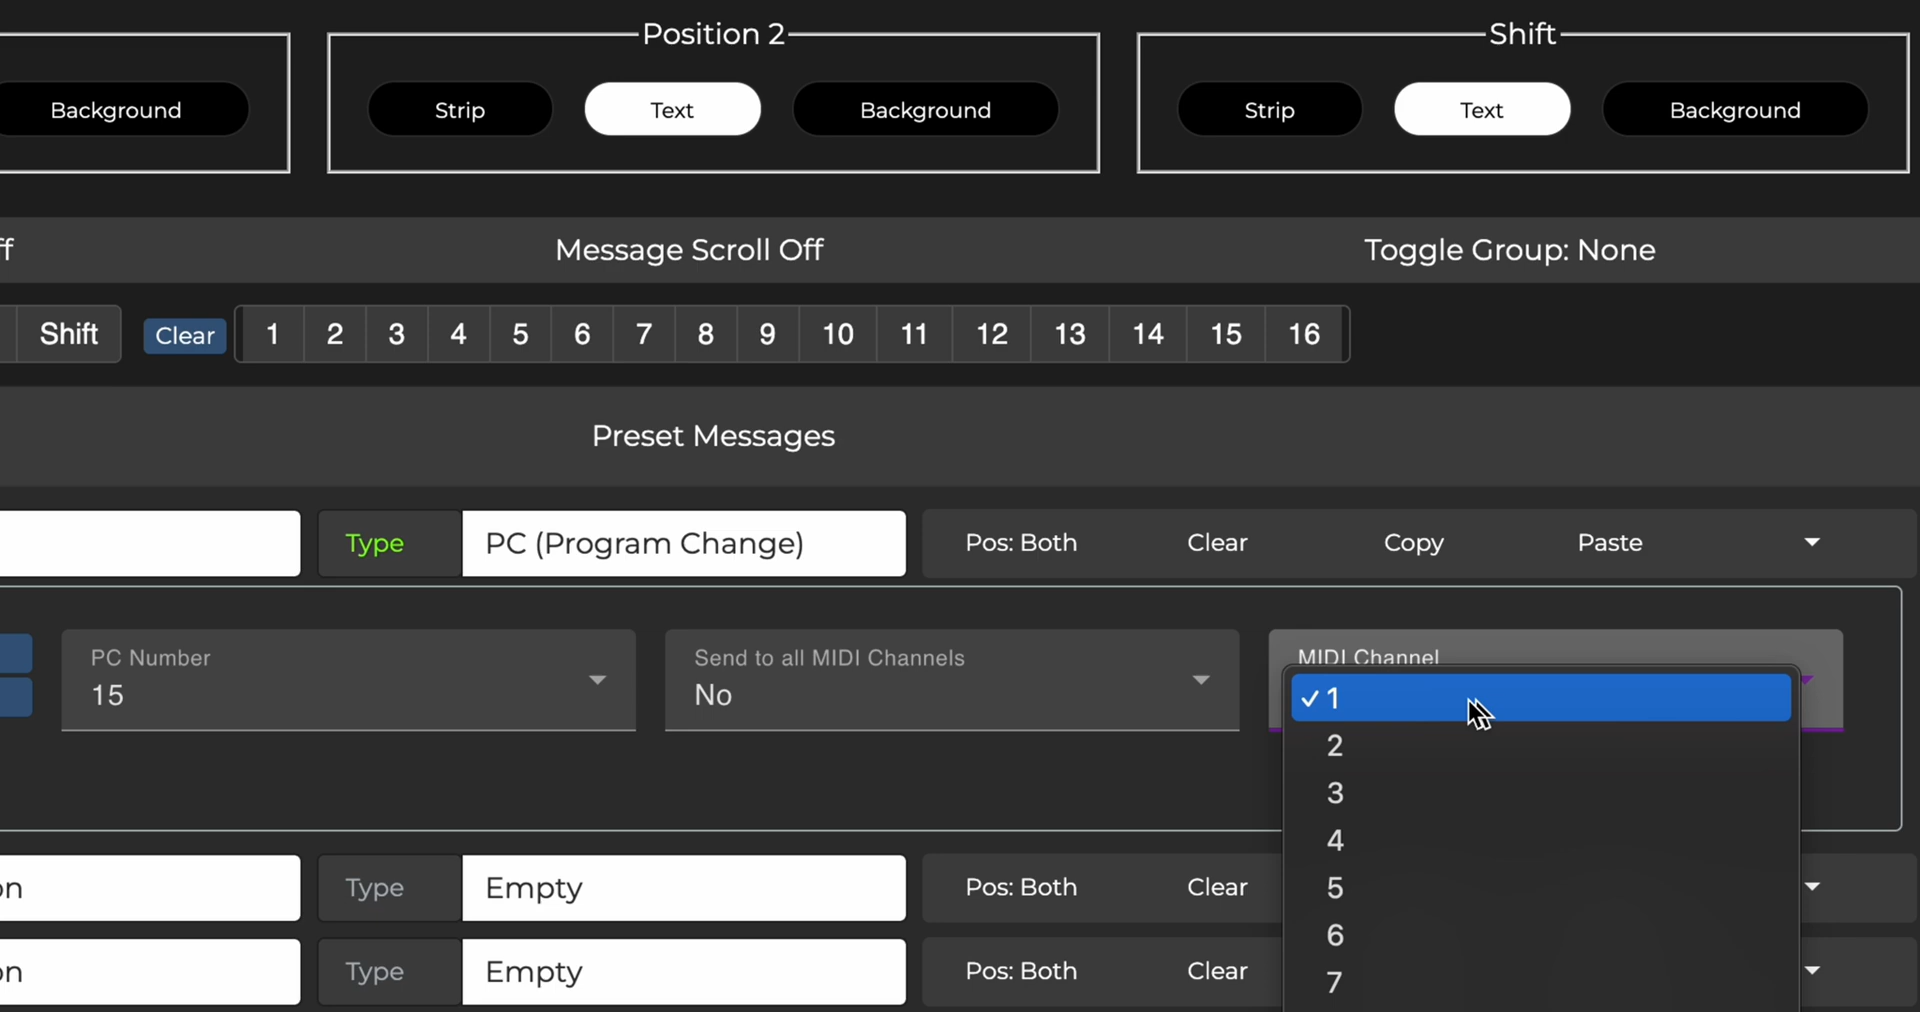 Position 2
Shift
Background
Strip
Text
Background
Strip
Text
Background
ff
Message Scroll Off
Toggle Group: None
Shift
Clear
1 2 3 4 5 6 7 8 9 10 11 12 13 14 15 16
Preset Messages
Type
PC (Program Change)
Pos: Both
Clear
Copy
Paste
PC Number
15
Send to all MIDI Channels
No
MIDI Channel
✓ 1
2
3
4
5
6
7
on
Type
Empty
Pos: Both
Clear
on
Type
Empty
Pos: Both
Clear